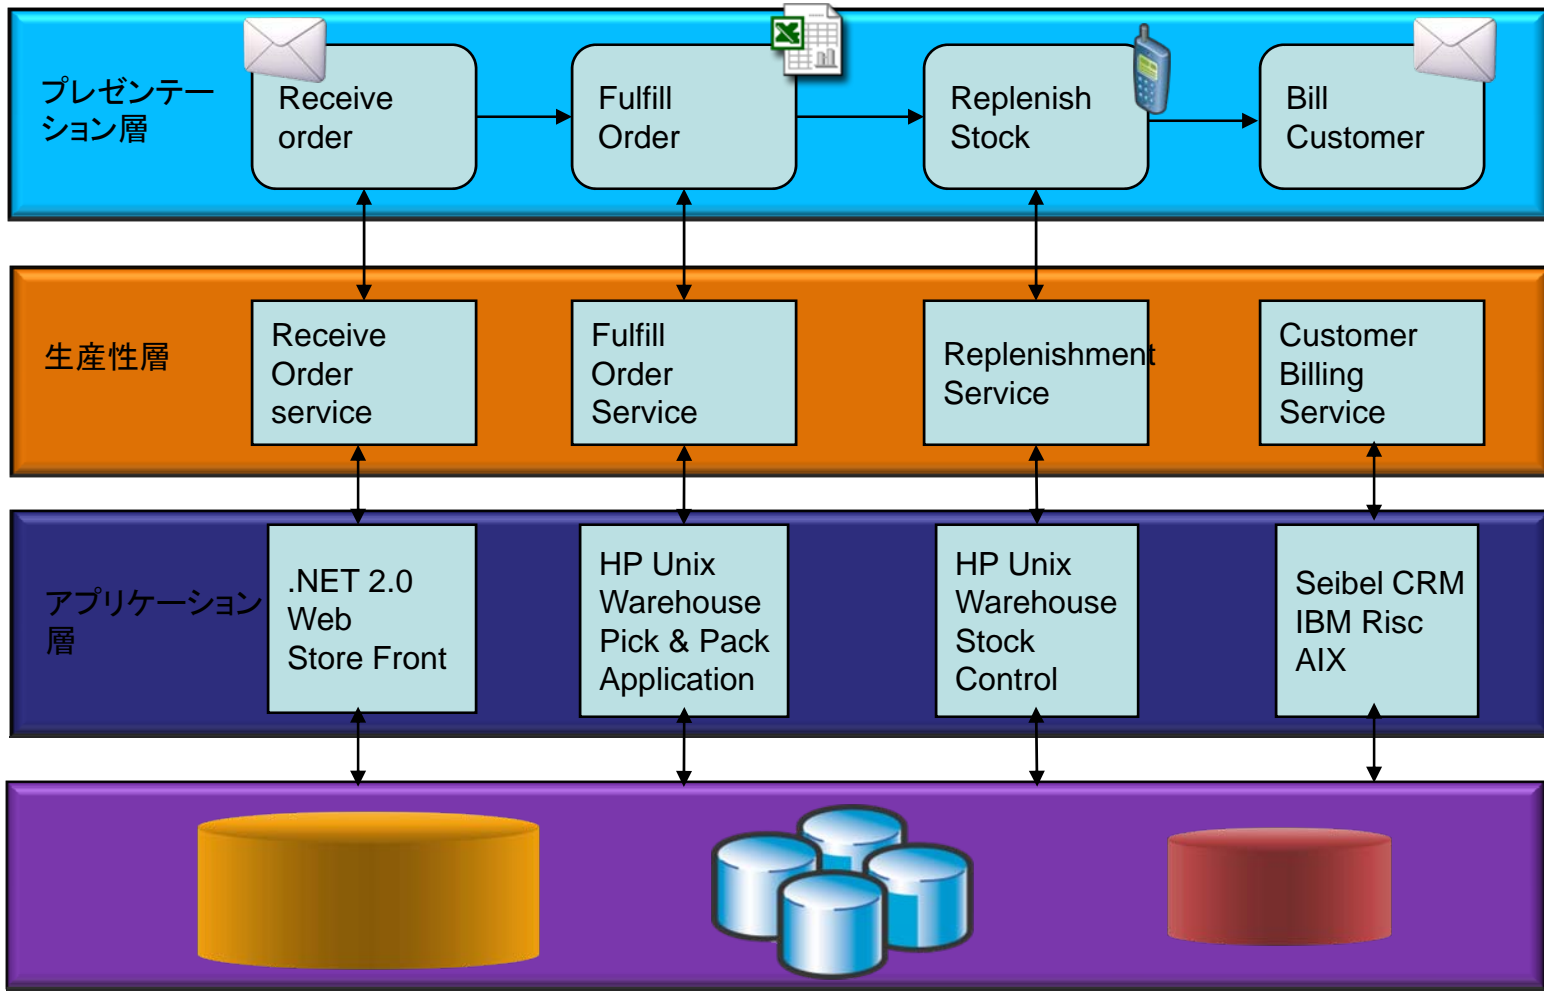 プレゼンテー
ション層
Receive
order
Fulfill
Order
Replenish
Stock
Bill
Customer
生産性層
Receive
Order
service
Fulfill
Order
Service
Replenishment
Service
Customer
Billing
Service
アプリケーション
層
.NET 2.0
Web
Store Front
HP Unix
Warehouse
Pick & Pack
Application
HP Unix
Warehouse
Stock
Control
Seibel CRM
IBM Risc
AIX